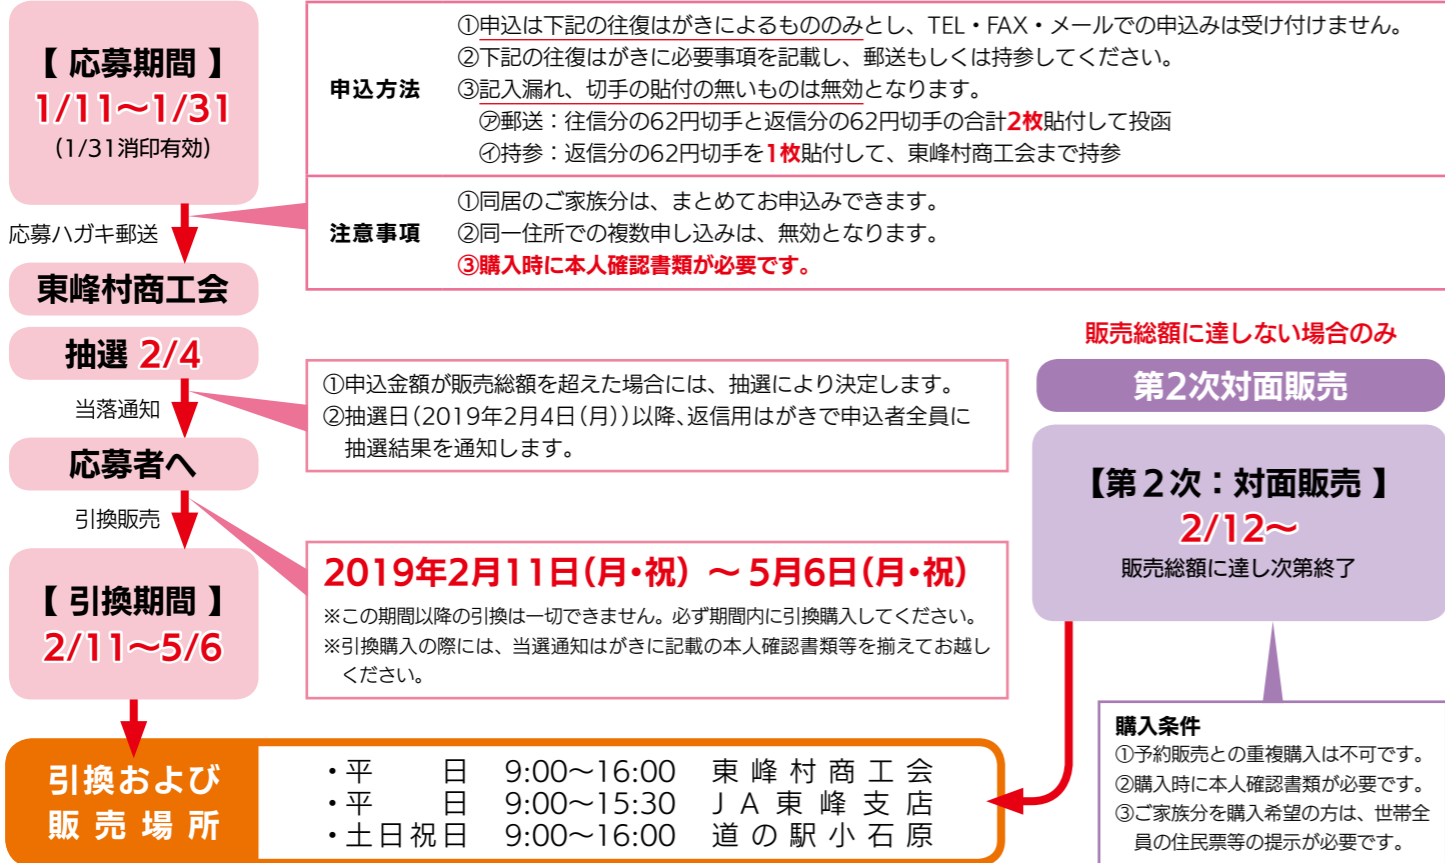 【 応募期間 】
1/11～1/31
(1/31消印有効)
応募ハガキ郵送
東峰村商工会
抽選 2/4
当落通知
応募者へ
引換販売
【 引換期間 】
2/11～5/6
申込方法
①申込は下記の往復はがきによるもののみとし、TEL・FAX・メールでの申込みは受け付けません。
②下記の往復はがきに必要事項を記載し、郵送もしくは持参してください。
③記入漏れ、切手の貼付の無いものは無効となります。
㋐郵送：往信分の62円切手と返信分の62円切手の合計2枚貼付して投函
㋑持参：返信分の62円切手を1枚貼付して、東峰村商工会まで持参
注意事項
①同居のご家族分は、まとめてお申込みできます。
②同一住所での複数申し込みは、無効となります。
③購入時に本人確認書類が必要です。
①申込金額が販売総額を超えた場合には、抽選により決定します。
②抽選日(2019年2月4日(月))以降、返信用はがきで申込者全員に
抽選結果を通知します。
2019年2月11日(月・祝) ～ 5月6日(月・祝)
※この期間以降の引換は一切できません。必ず期間内に引換購入してください。
※引換購入の際には、当選通知はがきに記載の本人確認書類等を揃えてお越し
ください。
販売総額に達しない場合のみ
第2次対面販売
【第２次：対面販売 】
2/12～
販売総額に達し次第終了
購入条件
①予約販売との重複購入は不可です。
②購入時に本人確認書類が必要です。
③ご家族分を購入希望の方は、世帯全
員の住民票等の提示が必要です。
引換および
販売場所
・平　　日　9:00～16:00　東峰村商工会
・平　　日　9:00～15:30　ＪＡ東峰支店
・土日祝日　9:00～16:00　道の駅小石原